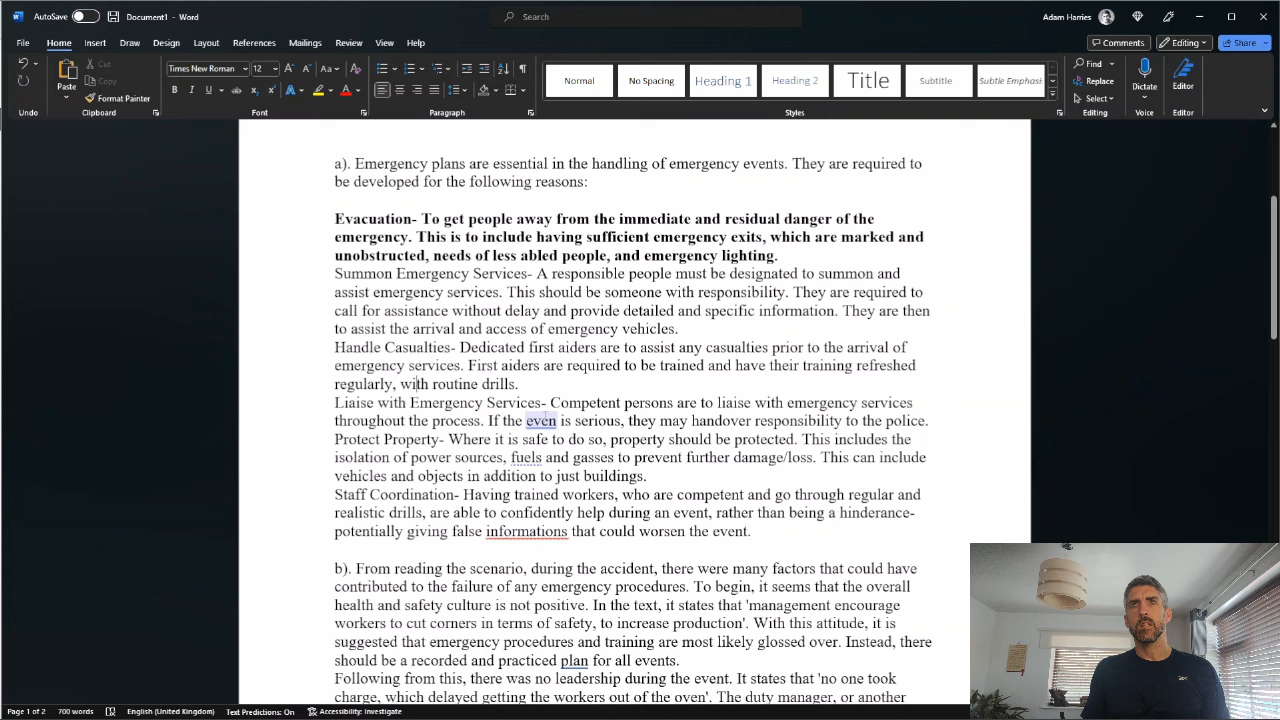 AutoSave
Document1 - Word
Search
Adam Harries
File Home Insert Draw Design Layout References Mailings Review View Help
Comments Editing Share
Paste
Cut
Copy
Format Painter
Times New Roman 12
Aa
B I U ab x₂ x² A A
Normal
No Spacing
Heading 1
Heading 2
Title
Subtitle
Subtle Emphasis
Find
Replace
Select
Dictate
Editor
Undo Clipboard Font Paragraph Styles Editing Voice Editor
a). Emergency plans are essential in the handling of emergency events. They are required to
be developed for the following reasons:
Evacuation- To get people away from the immediate and residual danger of the
emergency. This is to include having sufficient emergency exits, which are marked and
unobstructed, needs of less abled people, and emergency lighting.
Summon Emergency Services- A responsible people must be designated to summon and
assist emergency services. This should be someone with responsibility. They are required to
call for assistance without delay and provide detailed and specific information. They are then
to assist the arrival and access of emergency vehicles.
Handle Casualties- Dedicated first aiders are to assist any casualties prior to the arrival of
emergency services. First aiders are required to be trained and have their training refreshed
regularly, with routine drills.
Liaise with Emergency Services- Competent persons are to liaise with emergency services
throughout the process. If the even is serious, they may handover responsibility to the police.
Protect Property- Where it is safe to do so, property should be protected. This includes the
isolation of power sources, fuels and gasses to prevent further damage/loss. This can include
vehicles and objects in addition to just buildings.
Staff Coordination- Having trained workers, who are competent and go through regular and
realistic drills, are able to confidently help during an event, rather than being a hinderance-
potentially giving false informations that could worsen the event.
b). From reading the scenario, during the accident, there were many factors that could have
contributed to the failure of any emergency procedures. To begin, it seems that the overall
health and safety culture is not positive. In the text, it states that 'management encourage
workers to cut corners in terms of safety, to increase production'. With this attitude, it is
suggested that emergency procedures and training are most likely glossed over. Instead, there
should be a recorded and practiced plan for all events.
Following from this, there was no leadership during the event. It states that 'no one took
charge, which delayed getting the workers out of the oven'. The duty manager, or another
Page 1 of 2 700 words English (United Kingdom) Text Predictions: On Accessibility: Investigate